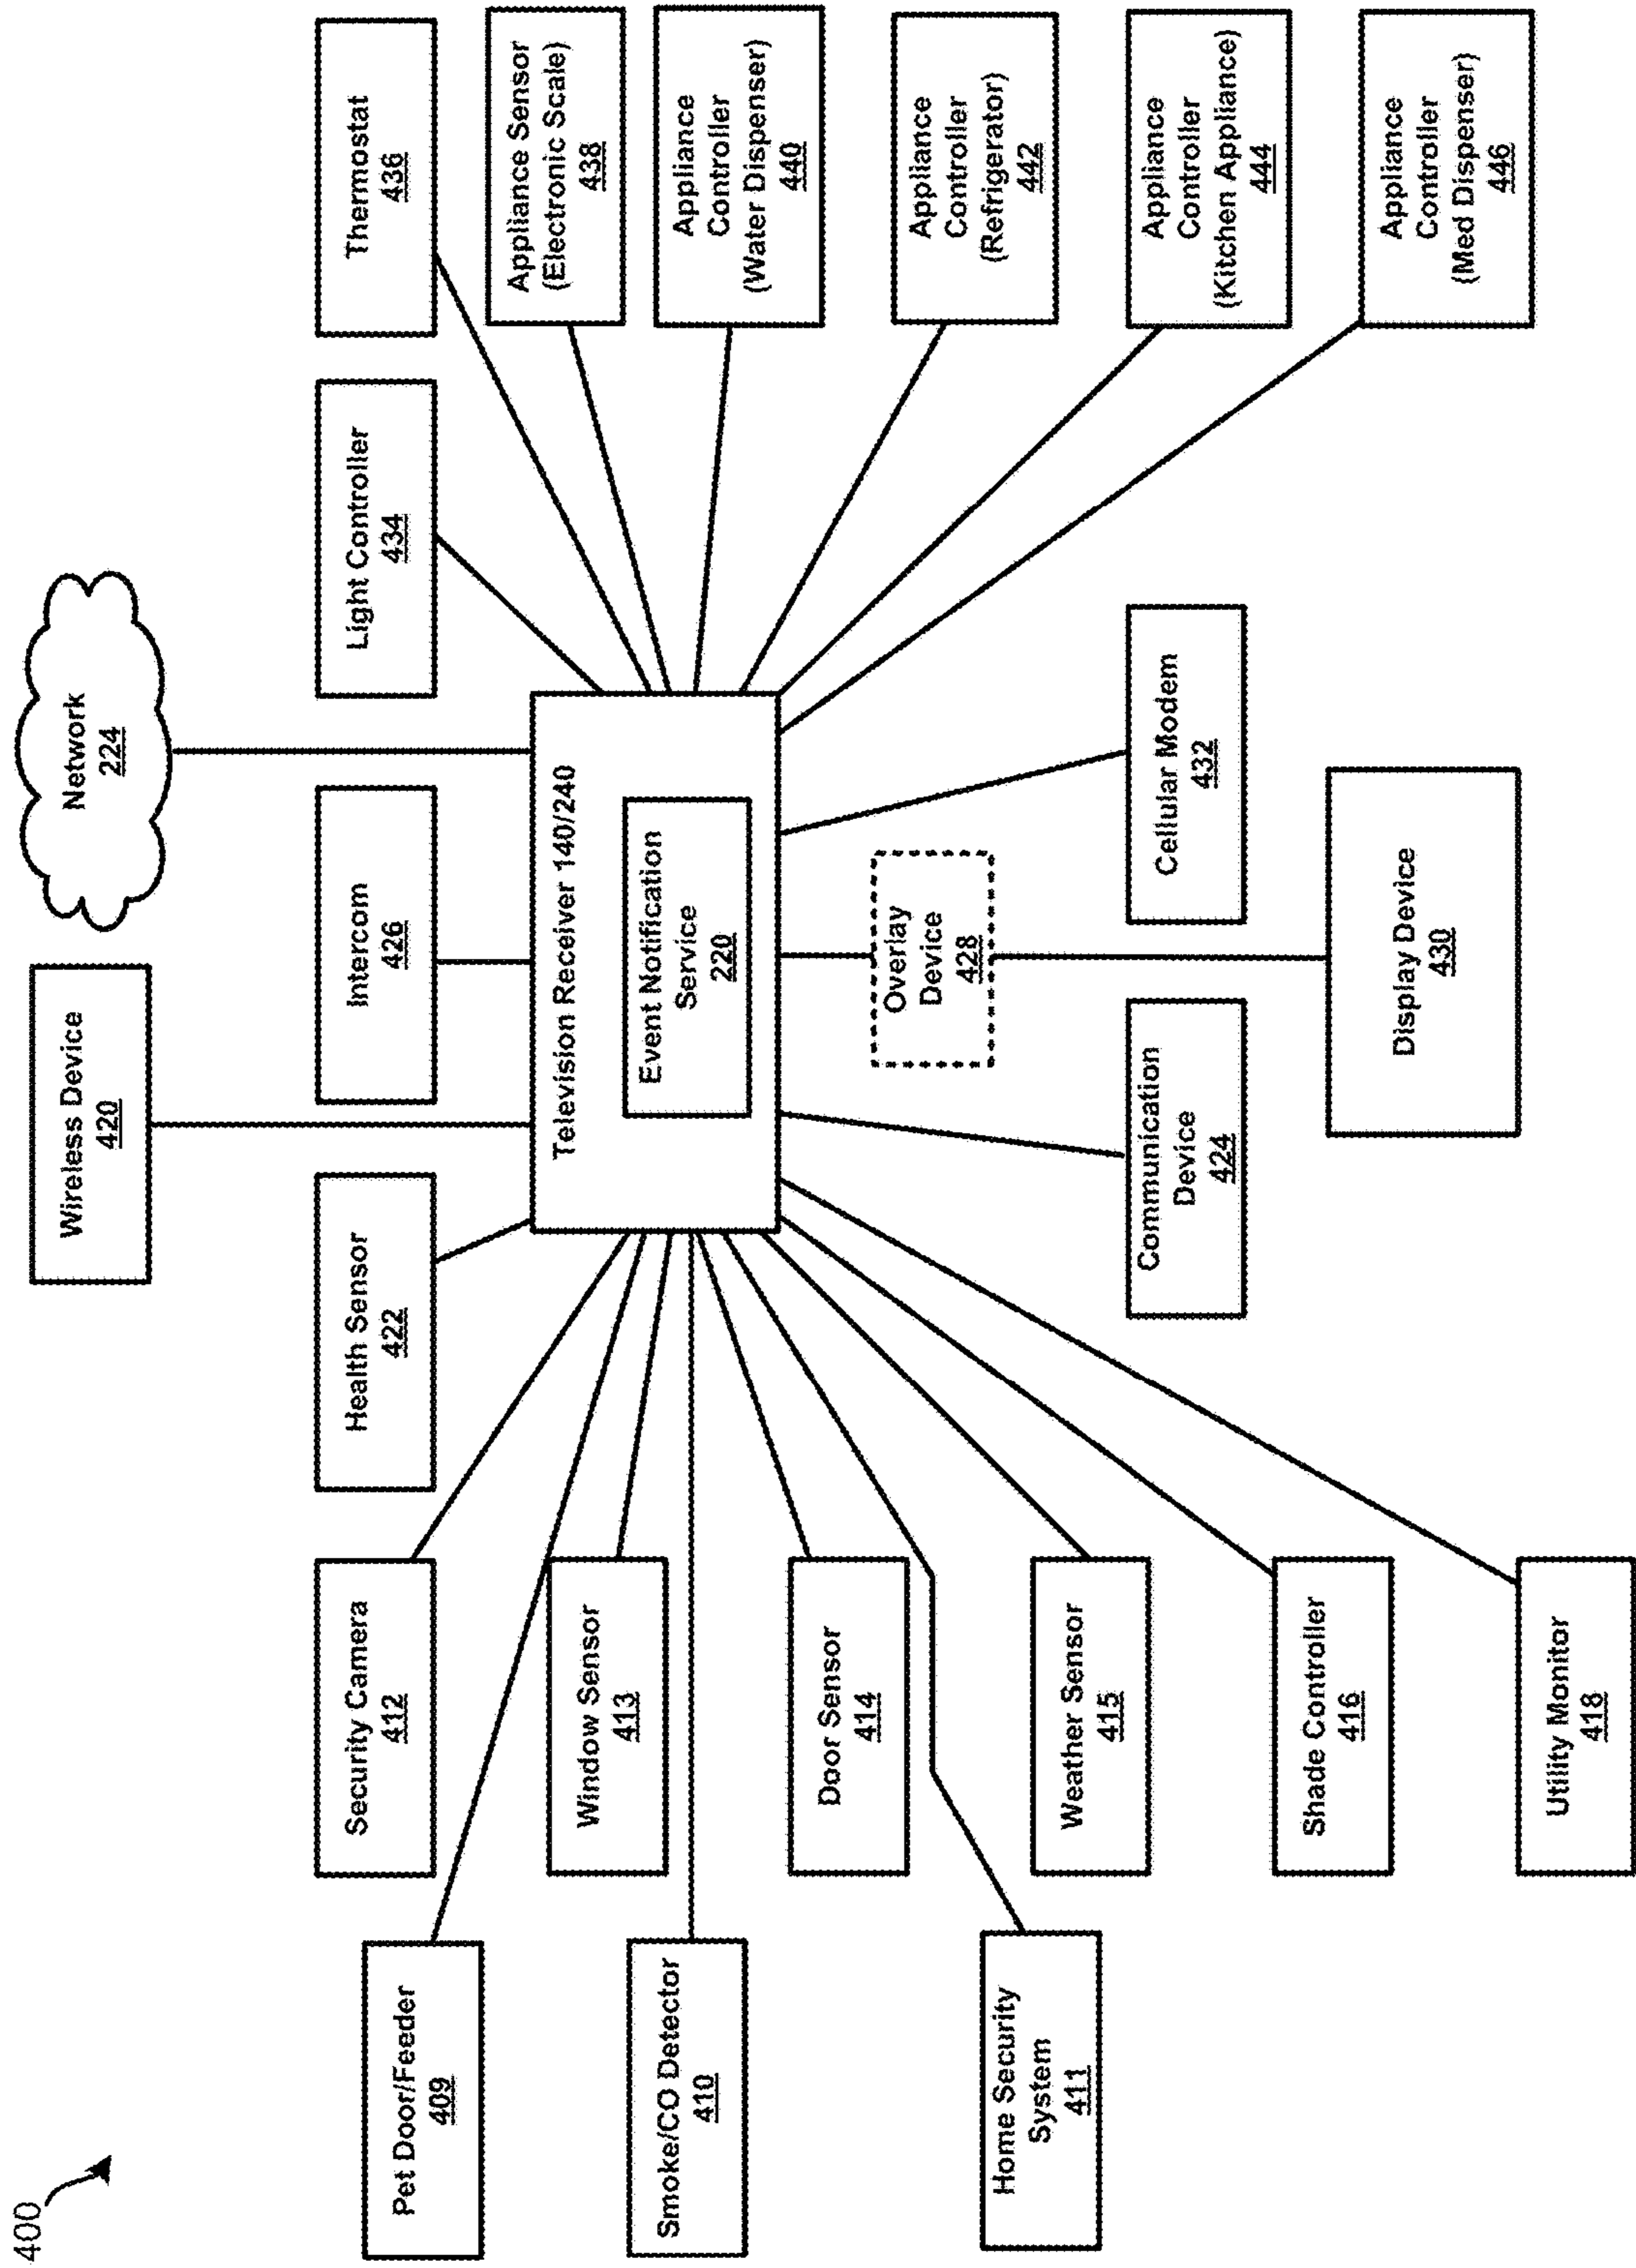 400
Wireless Device
420
Network
224
Health Sensor
422
Intercom
426
Light Controller
434
Thermostat
436
Security Camera
412
Pet Door/Feeder
409
Window Sensor
413
Smoke/CO Detector
410
Door Sensor
414
Home Security
System
411
Weather Sensor
415
Shade Controller
416
Utility Monitor
418
Television Receiver 140/240
Event Notification
Service
220
Overlay
Device
428
Communication
Device
424
Cellular Modem
432
Display Device
430
Appliance Sensor
(Electronic Scale)
438
Appliance
Controller
(Water Dispenser)
440
Appliance
Controller
(Refrigerator)
442
Appliance
Controller
(Kitchen Appliance)
444
Appliance
Controller
(Med Dispenser)
446